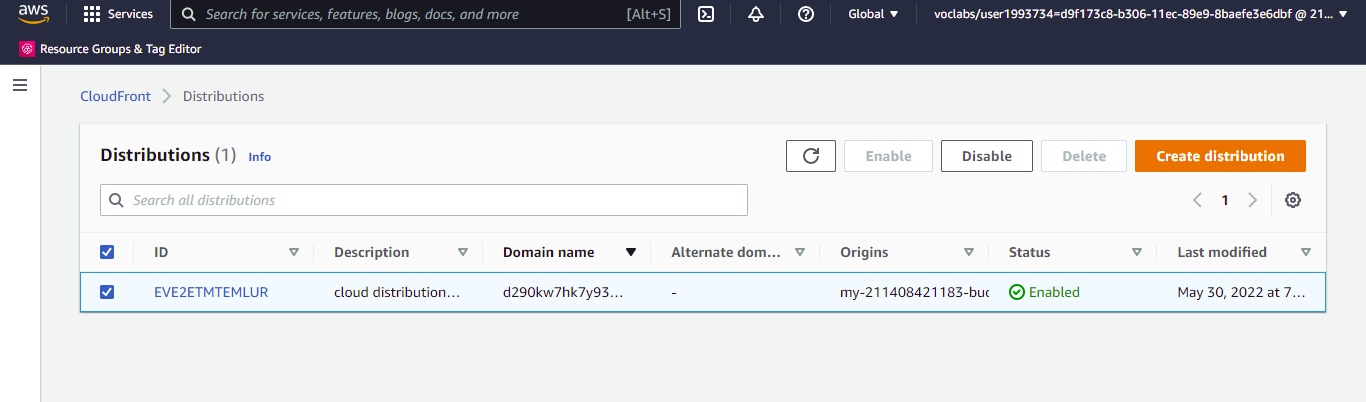 aws Services Search for services, features, blogs, docs, and more [Alt+S] Global voclabs/user1993734=d9f173c8-b306-11ec-89e9-8baefe3e6dbf @ 21...
Resource Groups & Tag Editor
CloudFront Distributions
Distributions (1) Info Enable Disable Delete Create distribution
Search all distributions 1
ID Description Domain name Alternate dom... Origins Status Last modified
EVE2ETMTEMLUR cloud distribution... d290kw7hk7y93... - my-211408421183-buc Enabled May 30, 2022 at 7...